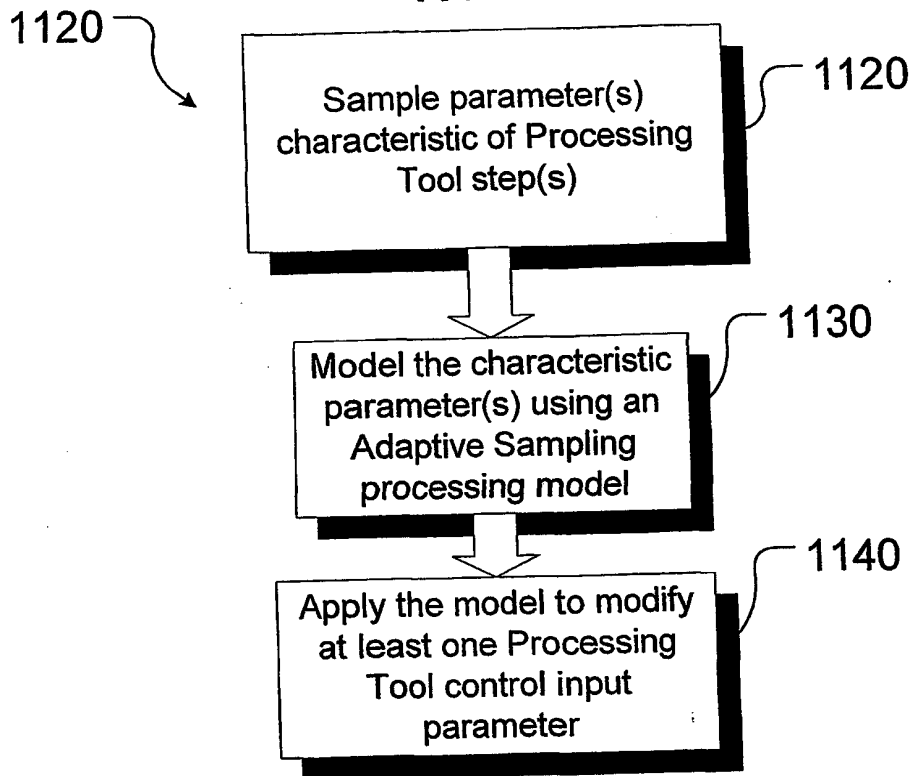 1120
Sample parameter(s)
characteristic of Processing
Tool step(s)
1120
Model the characteristic
parameter(s) using an
Adaptive Sampling
processing model
1130
Apply the model to modify
at least one Processing
Tool control input
parameter
1140